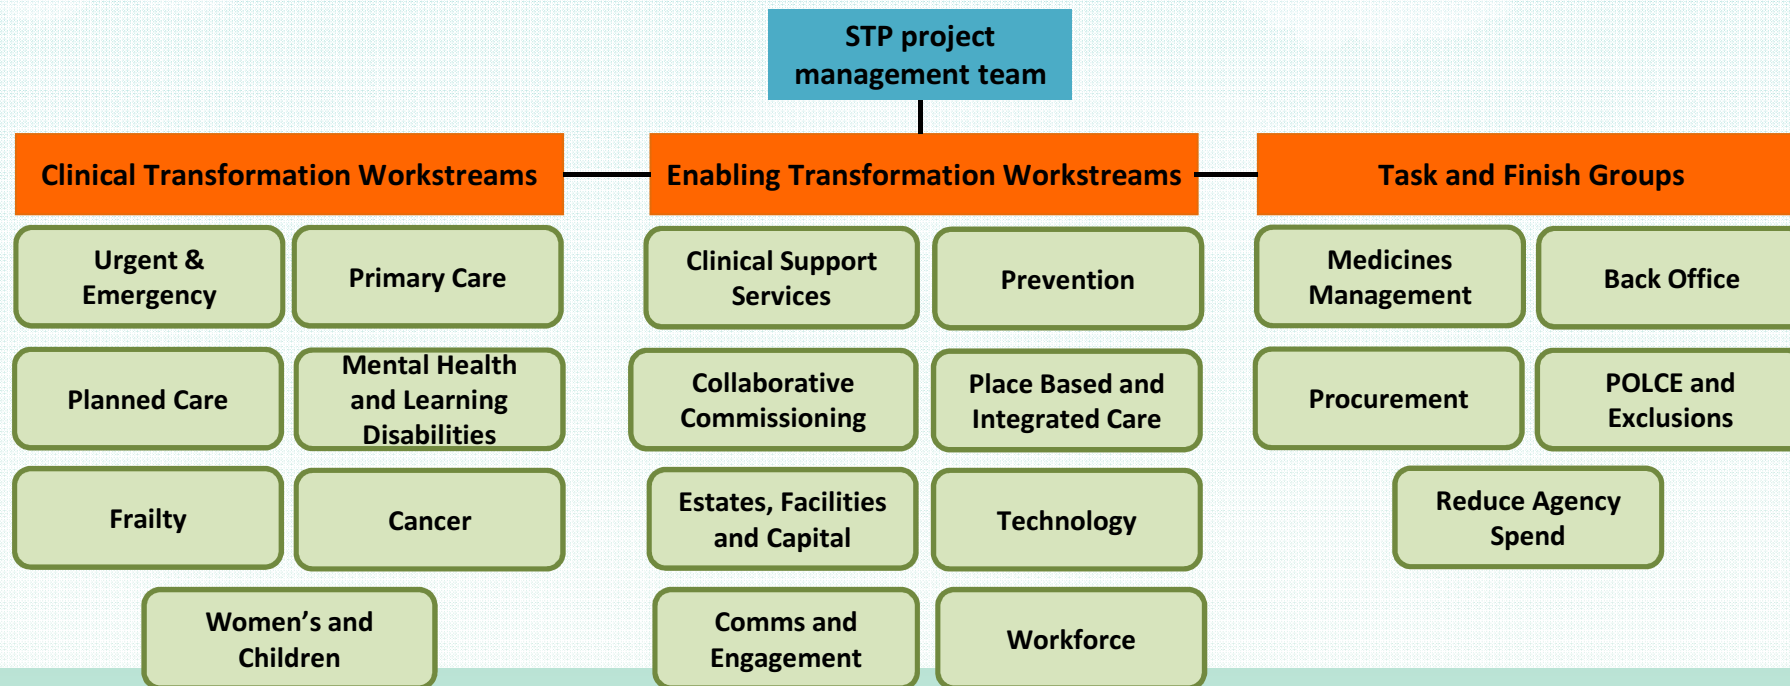 STP project
management team
Clinical Transformation Workstreams
Enabling Transformation Workstreams
Task and Finish Groups
Urgent &
Emergency
Primary Care
Planned Care
Mental Health
and Learning
Disabilities
Frailty
Cancer
Women’s and
Children
Clinical Support
Services
Prevention
Collaborative
Commissioning
Place Based and
Integrated Care
Estates, Facilities
and Capital
Technology
Comms and
Engagement
Workforce
Medicines
Management
Back Office
Procurement
POLCE and
Exclusions
Reduce Agency
Spend